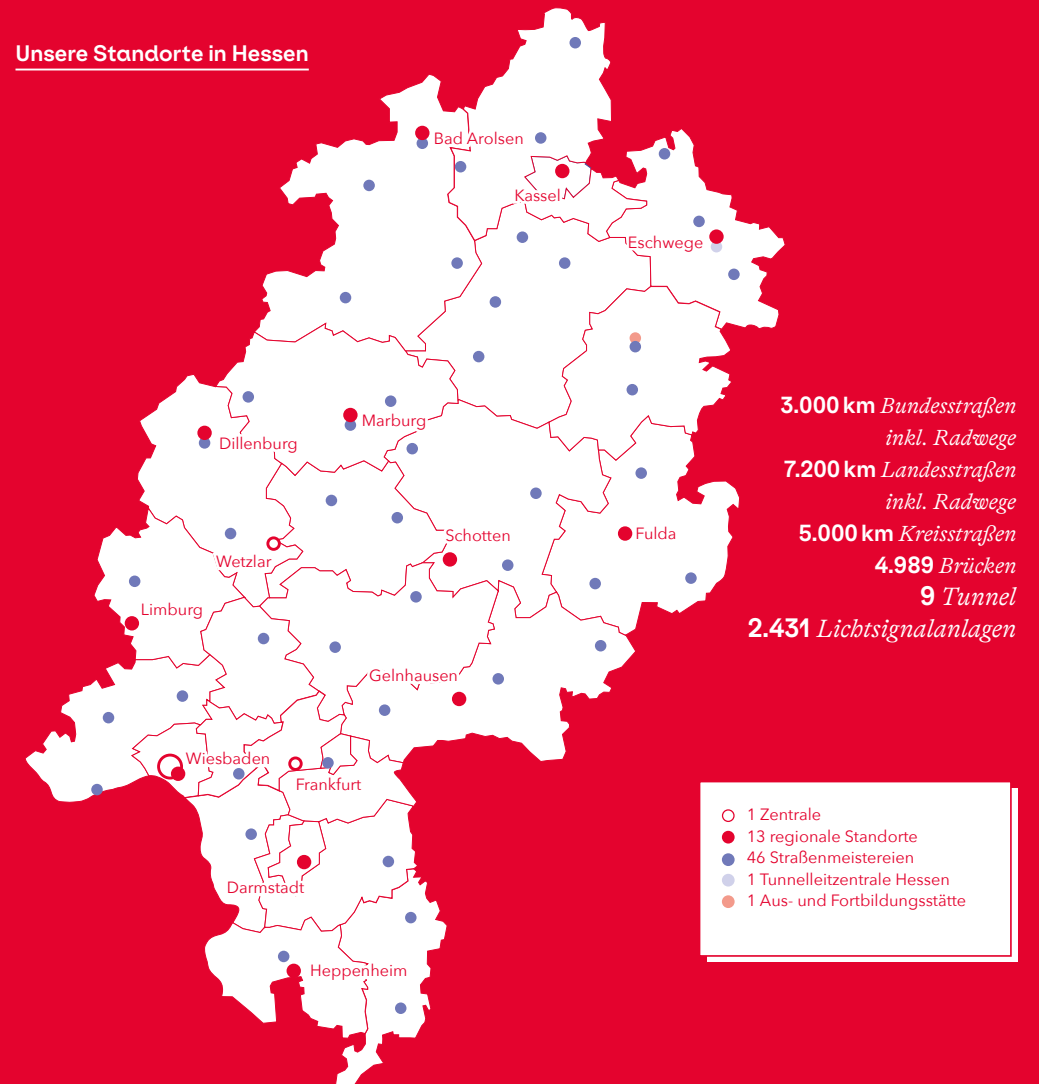 Unsere Standorte in Hessen
Bad Arolsen
Kassel
Eschwege
Marburg
Dillenburg
Schotten
Fulda
Wetzlar
Limburg
Gelnhausen
Wiesbaden
Frankfurt
Darmstadt
Heppenheim
3.000 km Bundesstraßen
inkl. Radwege
7.200 km Landesstraßen
inkl. Radwege
5.000 km Kreisstraßen
4.989 Brücken
9 Tunnel
2.431 Lichtsignalanlagen
1 Zentrale
13 regionale Standorte
46 Straßenmeistereien
1 Tunnelleitzentrale Hessen
1 Aus- und Fortbildungsstätte